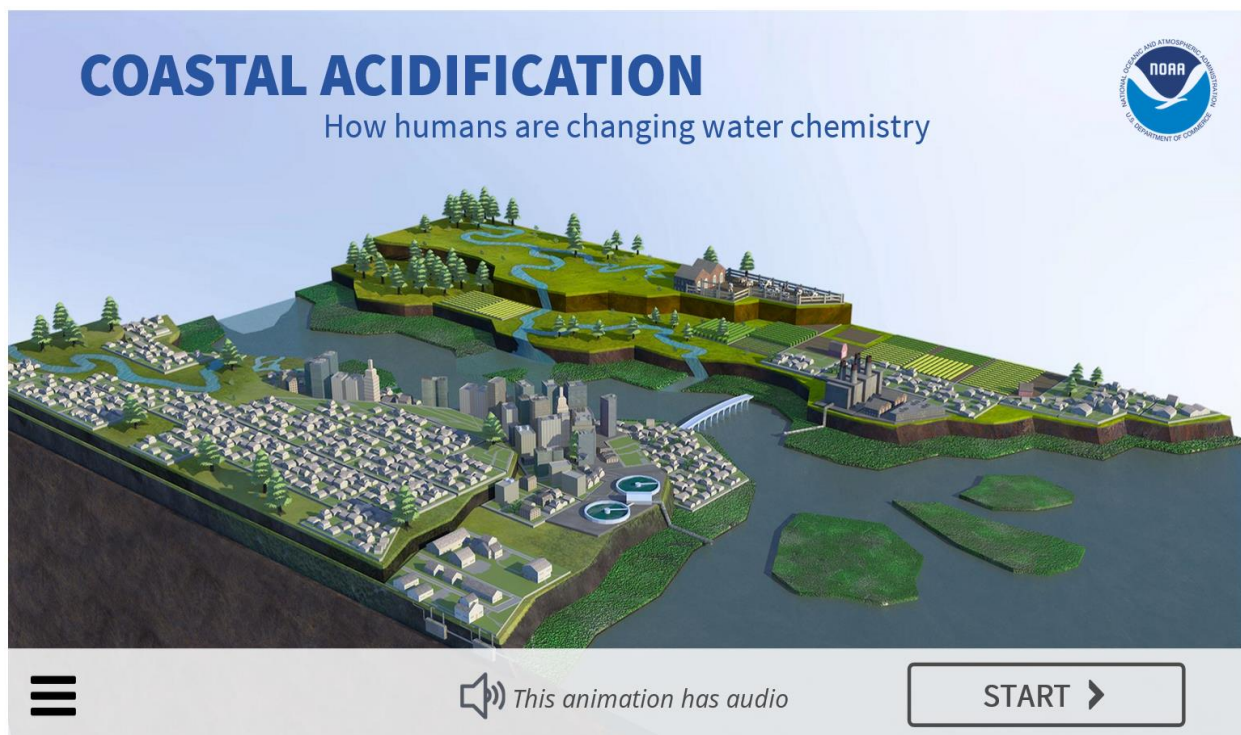 COASTAL ACIDIFICATION
How humans are changing water chemistry
NATIONAL OCEANIC AND ATMOSPHERIC ADMINISTRATION
NOAA
U.S. DEPARTMENT OF COMMERCE
This animation has audio
START